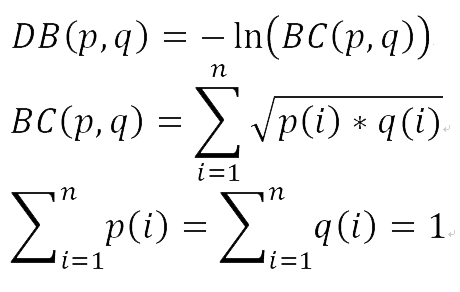 DB(p, q) = −ln(BC(p, q))
BC(p, q) = ∑_{i=1}^{n} √(p(i) * q(i))
∑_{i=1}^{n} p(i) = ∑_{i=1}^{n} q(i) = 1